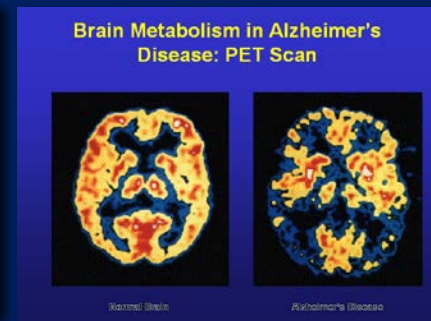 Brain Metabolism in Alzheimer's
Disease: PET Scan
Normal Brain
Alzheimer's Disease